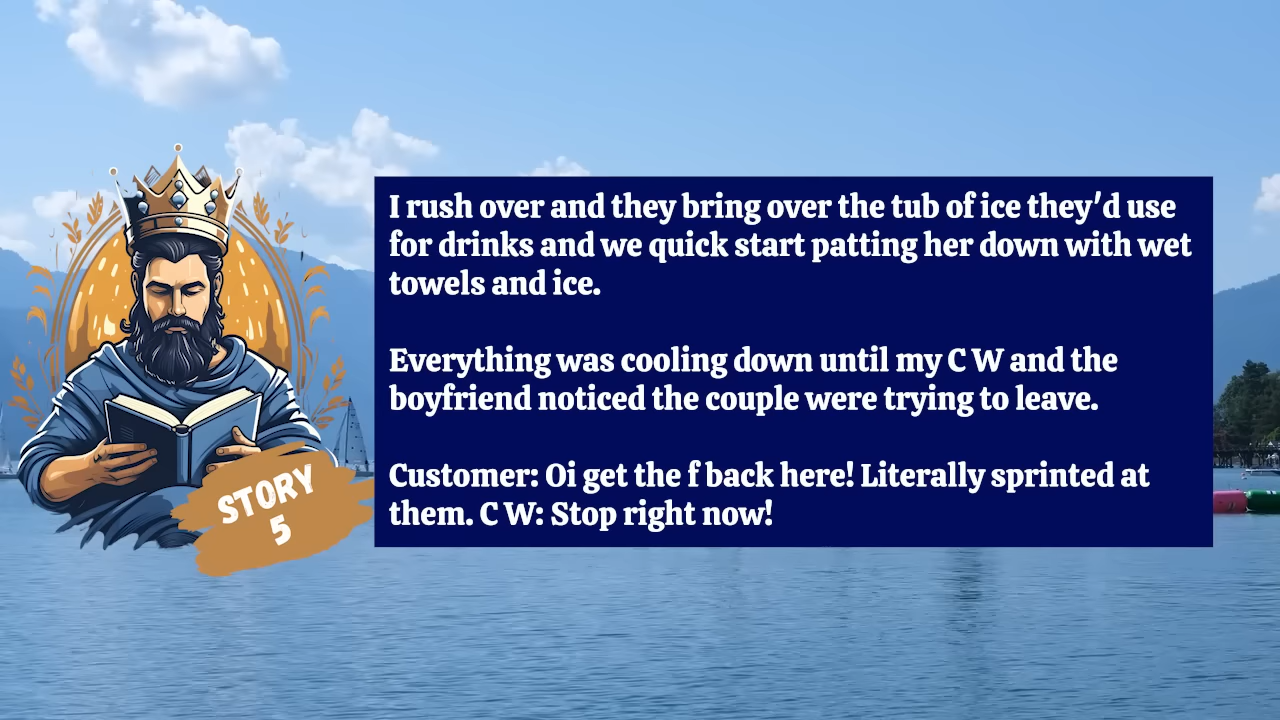 I rush over and they bring over the tub of ice they'd use
for drinks and we quick start patting her down with wet
towels and ice.
Everything was cooling down until my C W and the
boyfriend noticed the couple were trying to leave.
Customer: Oi get the f back here! Literally sprinted at
them. C W: Stop right now!
STORY
5